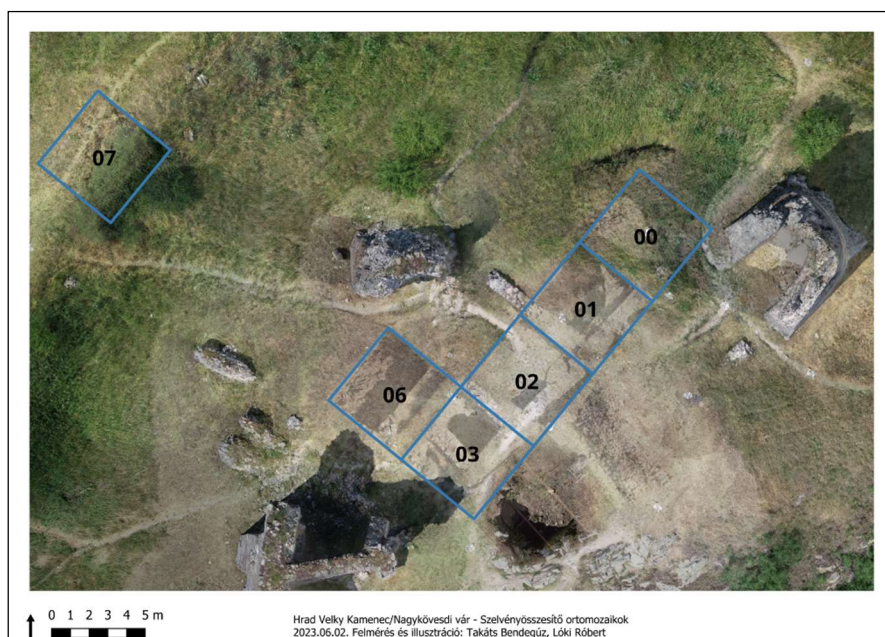 07
00
01
02
06
03
0 1 2 3 4 5 m
Hrad Velky Kamenec/Nagykövesdi vár - Szelvényösszesítő ortomozaikok
2023.06.02. Felmérés és illusztráció: Takáts Bendegúz, Lóki Róbert